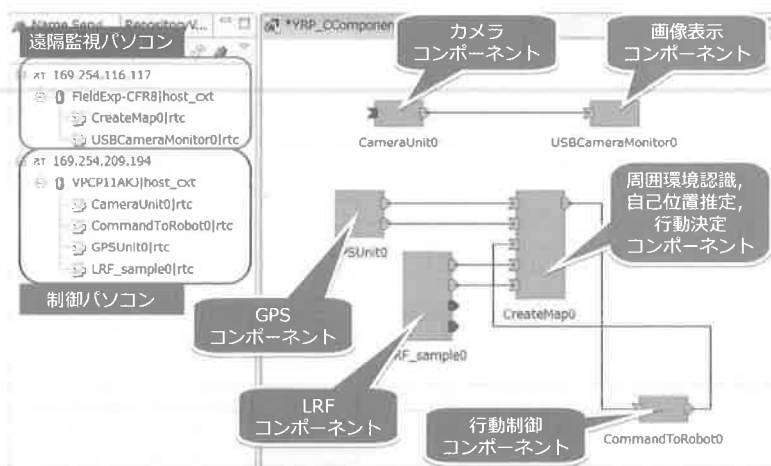 Name Serv...
RepositoryV...
*YRP_CComponen
遠隔監視パソコン
RT 169.254.116.117
FieldExp-CFR8|host_cxt
CreateMap0|rtc
USBCameraMonitor0|rtc
RT 169.254.209.194
VPCP11AKJ|host_cxt
CameraUnit0|rtc
CommandToRobot0|rtc
GPSUnit0|rtc
LRF_sample0|rtc
制御パソコン
カメラ
コンポーネント
画像表示
コンポーネント
CameraUnit0
USBCameraMonitor0
周囲環境認識,
自己位置推定,
行動決定
コンポーネント
PSUnit0
GPS
コンポーネント
CreateMap0
RF_sample0
LRF
コンポーネント
行動制御
コンポーネント
CommandToRobot0